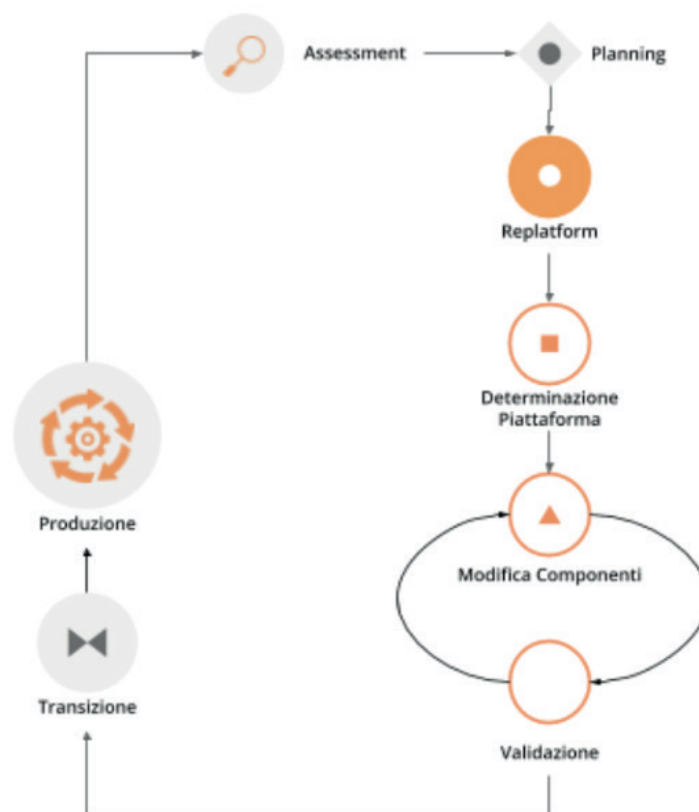 Assessment
Planning
Replatform
Determinazione
Piattaforma
Modifica Componenti
Validazione
Transizione
Produzione